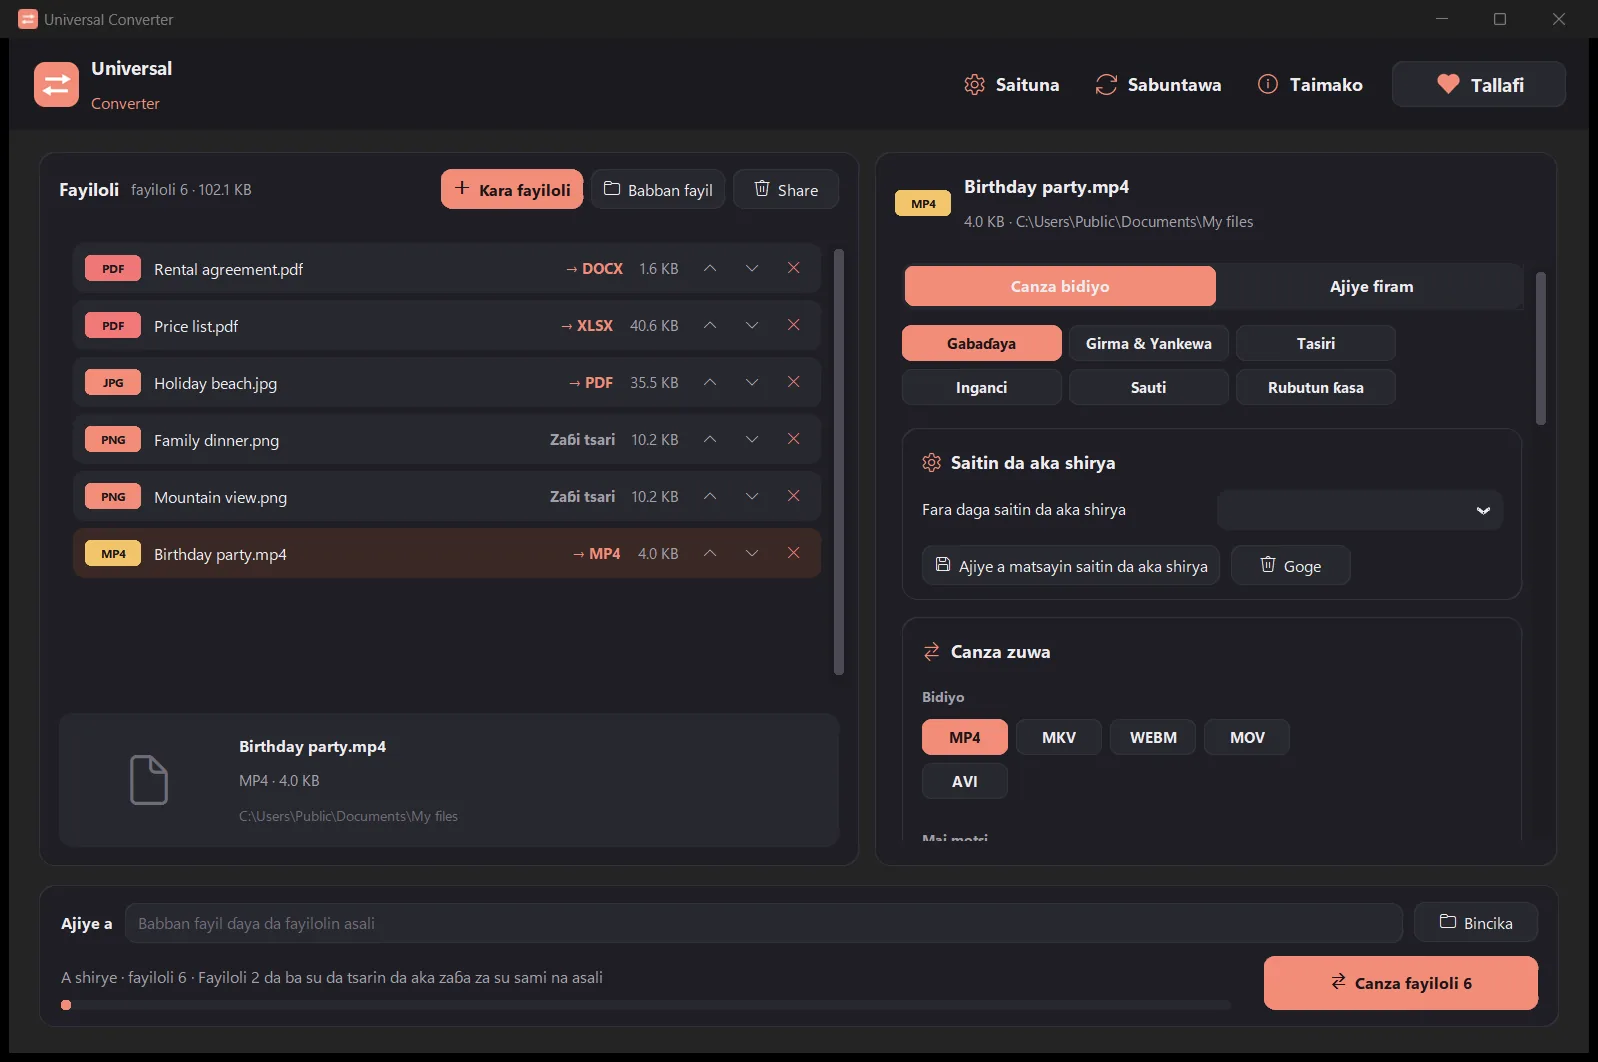 Universal Converter
Universal
Converter
Saituna
Sabuntawa
Taimako
Tallafi
Fayiloli
fayiloli 6 · 102.1 KB
Kara fayiloli
Babban fayil
Share
PDF Rental agreement.pdf → DOCX 1.6 KB
PDF Price list.pdf → XLSX 40.6 KB
JPG Holiday beach.jpg → PDF 35.5 KB
PNG Family dinner.png Zaɓi tsari 10.2 KB
PNG Mountain view.png Zaɓi tsari 10.2 KB
MP4 Birthday party.mp4 → MP4 4.0 KB
Birthday party.mp4
MP4 · 4.0 KB
C:\Users\Public\Documents\My files
MP4
Birthday party.mp4
4.0 KB · C:\Users\Public\Documents\My files
Canza bidiyo
Ajiye firam
Gabaɗaya
Girma & Yankewa
Tasiri
Inganci
Sauti
Rubutun ƙasa
Saitin da aka shirya
Fara daga saitin da aka shirya
Ajiye a matsayin saitin da aka shirya
Goge
Canza zuwa
Bidiyo
MP4
MKV
WEBM
MOV
AVI
Mai motsi
Ajiye a
Babban fayil ɗaya da fayilolin asali
Bincika
A shirye · fayiloli 6 · Fayiloli 2 da ba su da tsarin da aka zaɓa za su sami na asali
Canza fayiloli 6